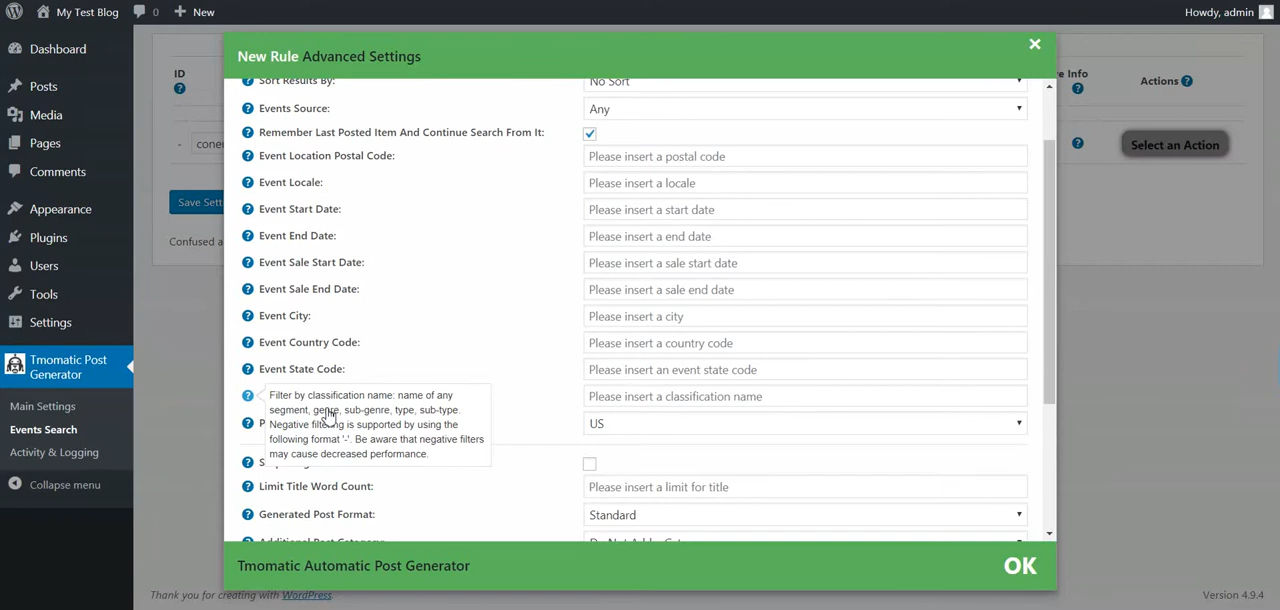 My Test Blog
0
New
Howdy, admin
Dashboard
Posts
Media
Pages
Comments
Appearance
Plugins
Users
Tools
Settings
Tmomatic Post
Generator
Main Settings
Events Search
Activity & Logging
Collapse menu
ID
?
-
Info
?
Actions ?
?
Select an Action
Save Sett
Confused a
New Rule Advanced Settings
×
? Sort Results By:
No Sort
? Events Source:
Any
? Remember Last Posted Item And Continue Search From It:
? Event Location Postal Code:
Please insert a postal code
? Event Locale:
Please insert a locale
? Event Start Date:
Please insert a start date
? Event End Date:
Please insert a end date
? Event Sale Start Date:
Please insert a sale start date
? Event Sale End Date:
Please insert a sale end date
? Event City:
Please insert a city
? Event Country Code:
Please insert a country code
? Event State Code:
Please insert an event state code
?
Please insert a classification name
Filter by classification name: name of any
segment, genre, sub-genre, type, sub-type.
Negative filtering is supported by using the
following format '-'. Be aware that negative filters
may cause decreased performance.
? P
US
? S
? Limit Title Word Count:
Please insert a limit for title
? Generated Post Format:
Standard
? Additional Post Category:
Tmomatic Automatic Post Generator
OK
Thank you for creating with WordPress.
Version 4.9.4